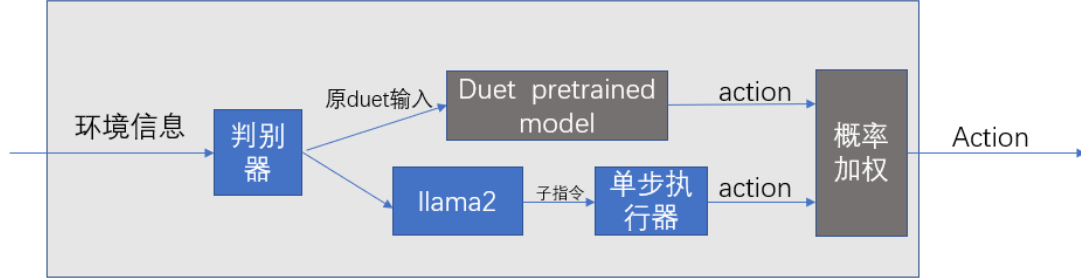 环境信息
判别
器
原duet输入
Duet pretrained
model
action
llama2
子指令
单步执
行器
action
概率
加权
Action